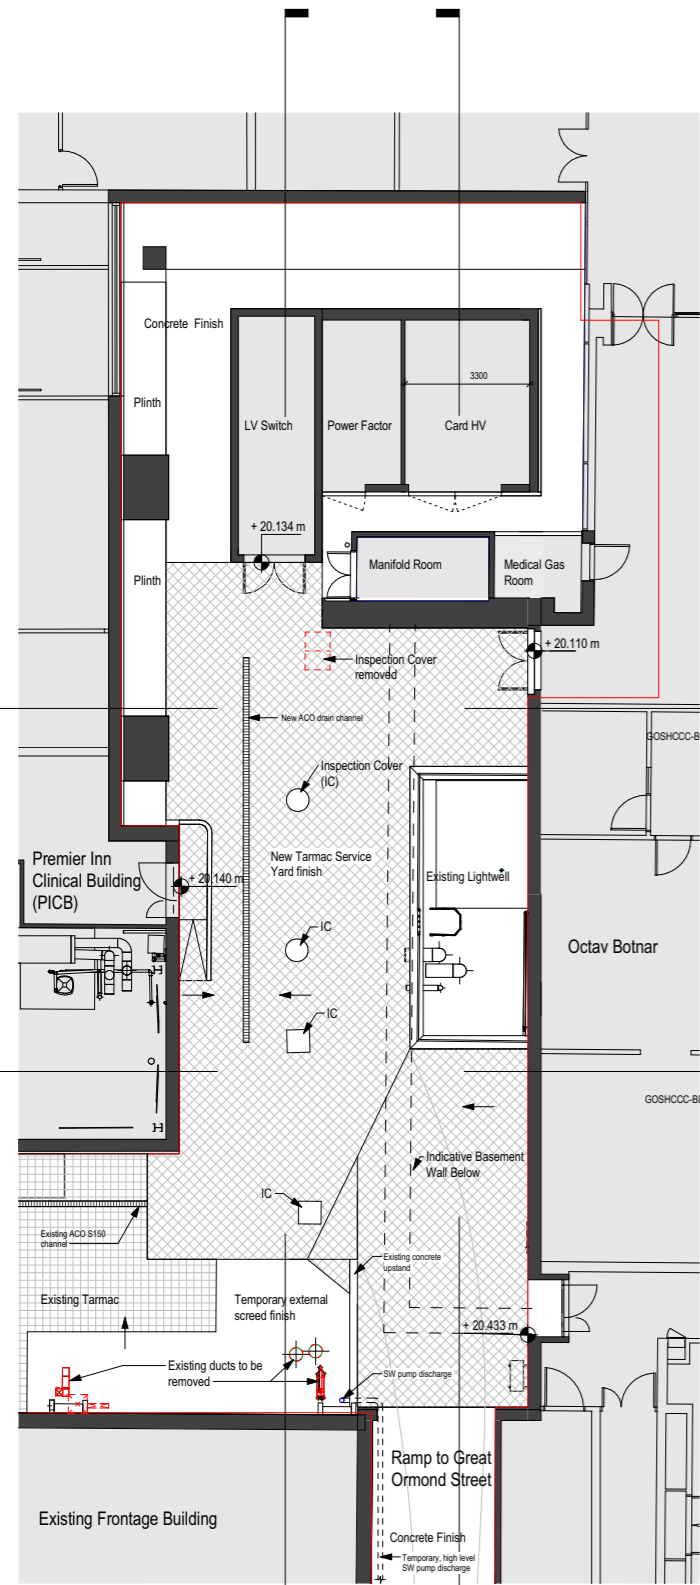 Concrete  Finish
3300
Plinth
LV Switch
Power Factor
Card HV
+ 20.134 m
Manifold Room
Medical Gas
Room
Plinth
+ 20.110 m
Inspection Cover
removed
New ACO drain channel
GOSHCCC-B
Inspection Cover
(IC)
Premier Inn
Clinical Building
(PICB)
New Tarmac Service
Yard finish
+ 20.140 m
Existing Lightwell
IC
Octav Botnar
IC
GOSHCCC-B
Indicative Basement
Wall Below
IC
Existing ACO S150
channel
Existing concrete
upstand
Existing Tarmac
Temporary external
screed finish
+ 20.433 m
Existing ducts to be
removed
SW pump discharge
Ramp to Great
Ormond Street
Existing Frontage Building
Concrete Finish
Temporary, high level
SW pump discharge